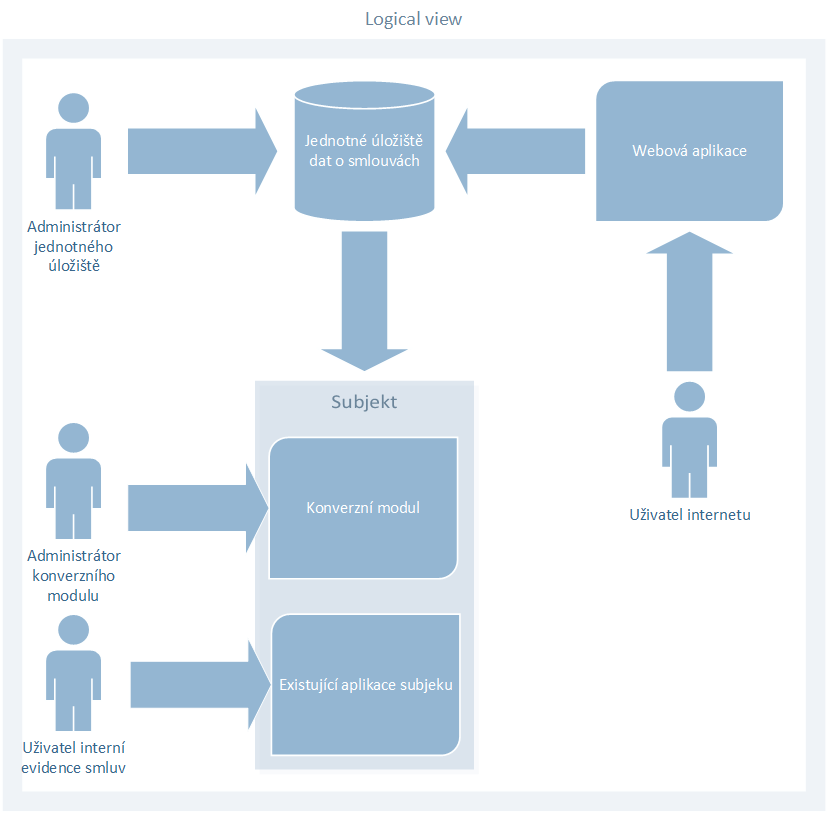 Logical view
Administrátor
jednotného
úložiště
Jednotné úložiště
dat o smlouvách
Webová aplikace
Subjekt
Konverzní modul
Administrátor
konverzního
modulu
Uživatel internetu
Existující aplikace subjeku
Uživatel interní
evidence smluv